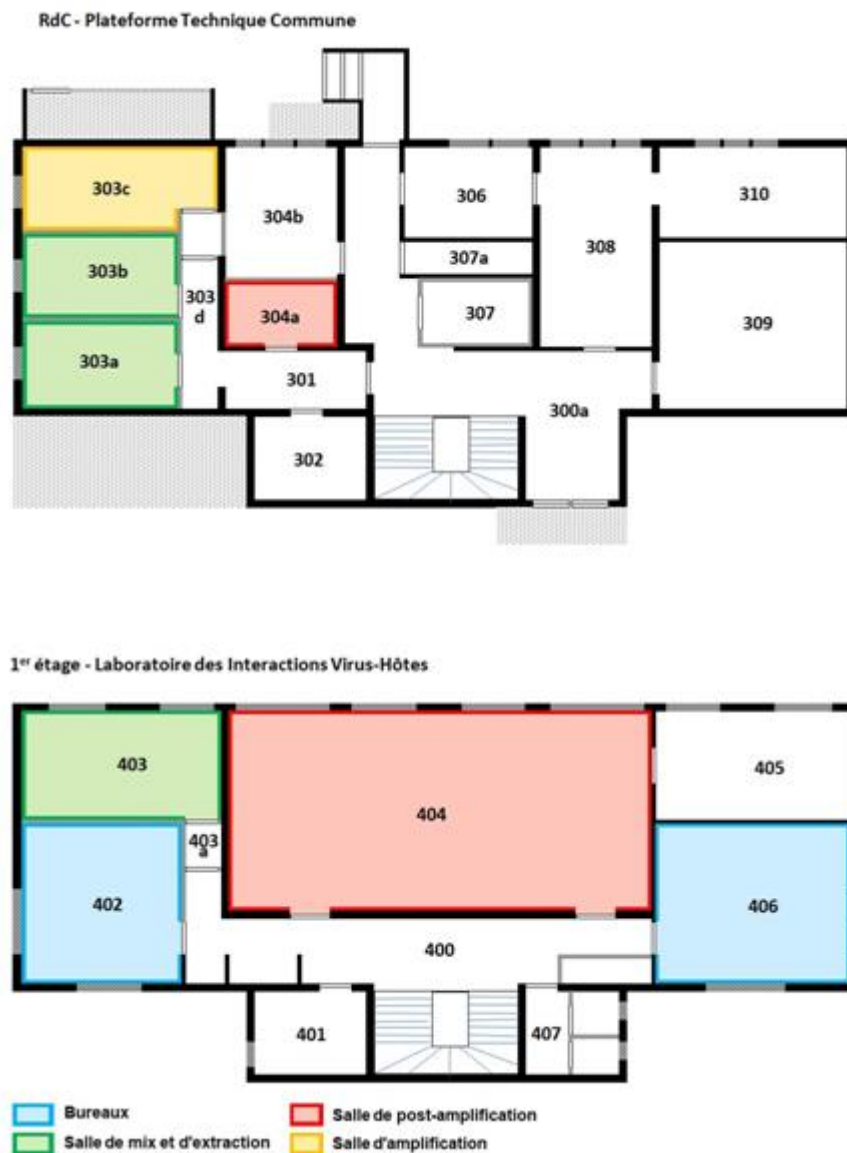 RdC - Plateforme Technique Commune
303c
304b
306
310
303b
307a
308
303
d
304a
307
309
303a
301
300a
302
1er étage - Laboratoire des Interactions Virus-Hôtes
403
404
405
403
a
402
406
400
401
407
Bureaux
Salle de post-amplification
Salle de mix et d'extraction
Salle d'amplification